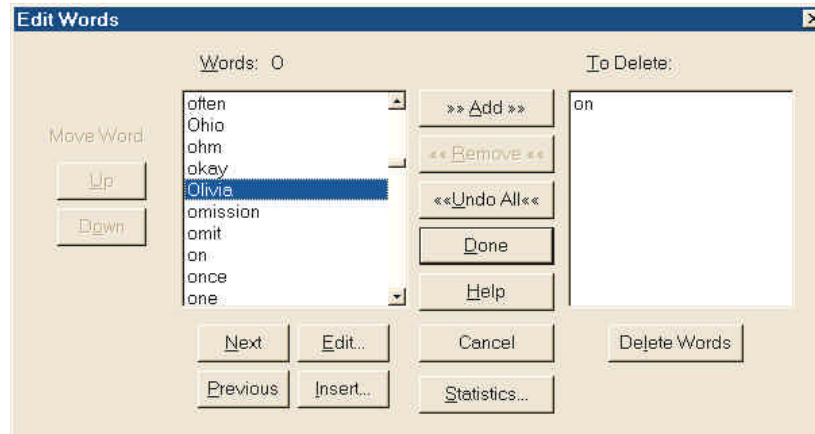 Edit Words
Words: O
To Delete:
Move Word
Up
Down
often
Ohio
ohm
okay
Olivia
omission
omit
on
once
one
»» Add »»
«« Remove ««
««Undo All««
Done
Help
Cancel
Statistics...
on
Next
Edit...
Previous
Insert...
Delete Words